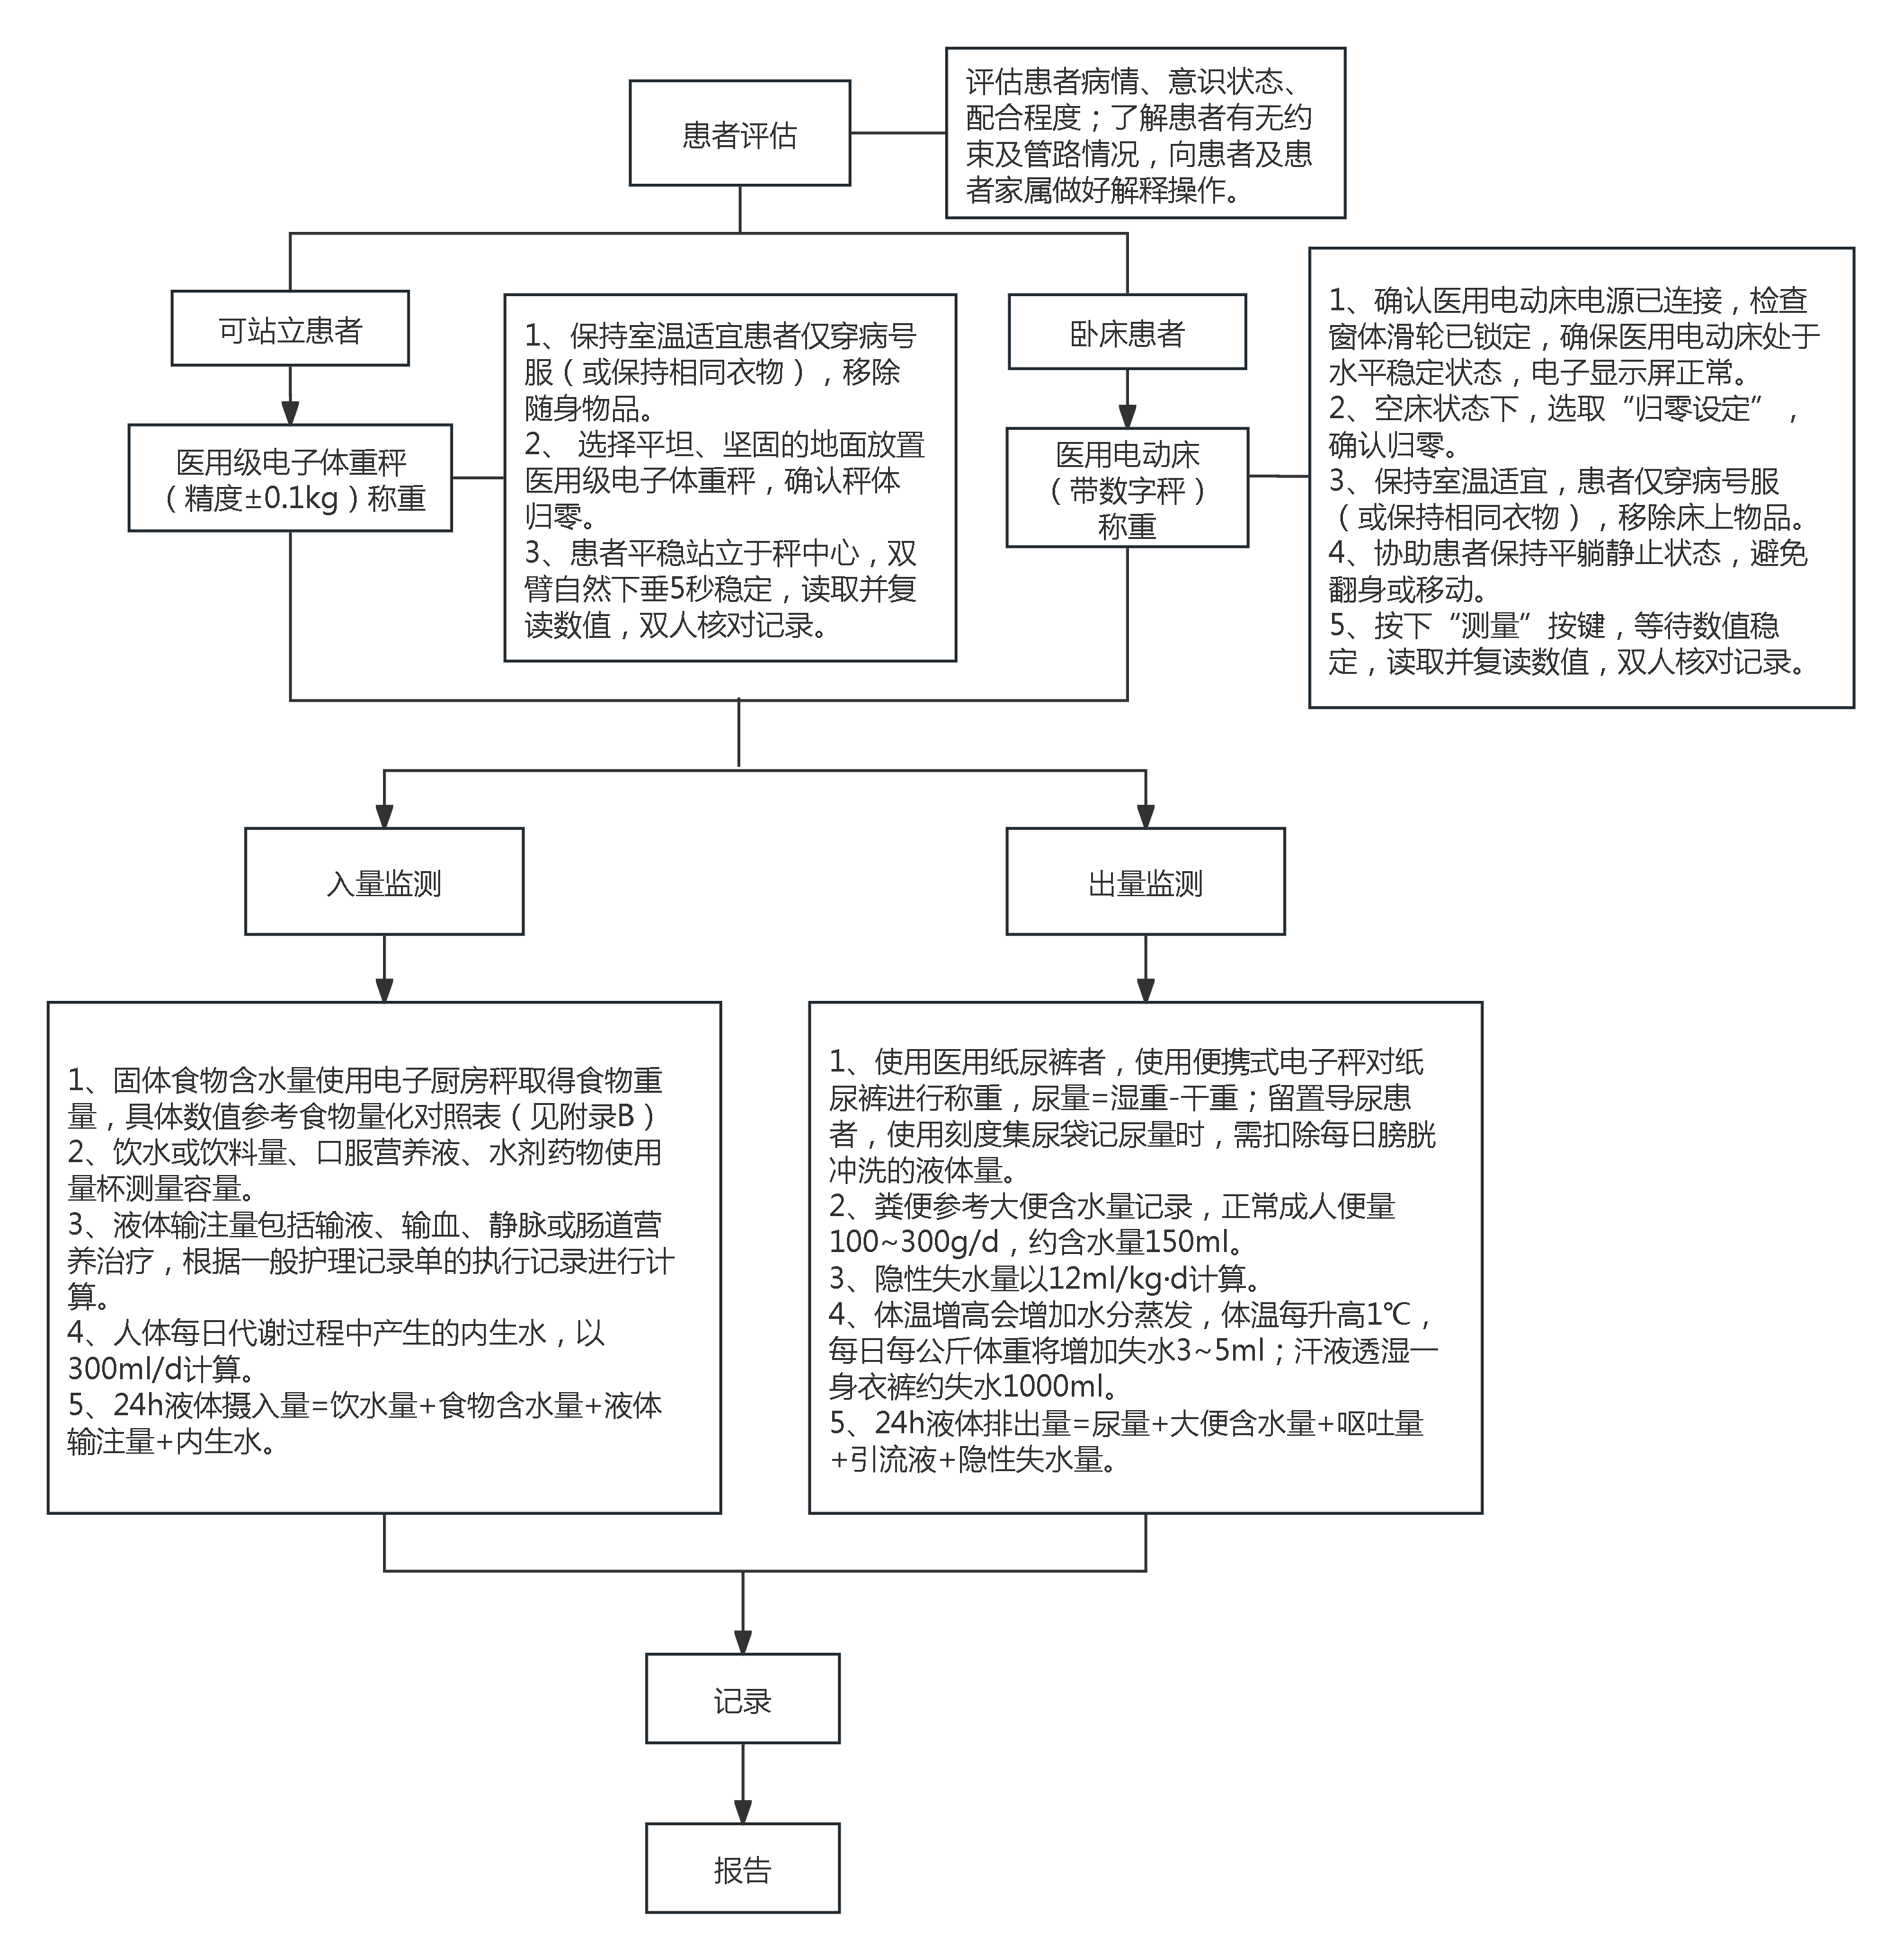 患者评估
评估患者病情、意识状态、
配合程度；了解患者有无约
束及管路情况，向患者及患
者家属做好解释操作。
可站立患者
医用级电子体重秤
（精度±0.1kg）称重
1、保持室温适宜患者仅穿病号
服（或保持相同衣物），移除
随身物品。
2、 选择平坦、坚固的地面放置
医用级电子体重秤，确认秤体
归零。
3、患者平稳站立于秤中心，双
臂自然下垂5秒稳定，读取并复
读数值，双人核对记录。
卧床患者
医用电动床
（带数字秤）
称重
1、确认医用电动床电源已连接，检查
窗体滑轮已锁定，确保医用电动床处于
水平稳定状态，电子显示屏正常。
2、空床状态下，选取“归零设定”，
确认归零。
3、保持室温适宜，患者仅穿病号服
（或保持相同衣物），移除床上物品。
4、协助患者保持平躺静止状态，避免
翻身或移动。
5、按下“测量”按键，等待数值稳
定，读取并复读数值，双人核对记录。
入量监测
1、固体食物含水量使用电子厨房秤取得食物重
量，具体数值参考食物量化对照表（见附录B）
2、饮水或饮料量、口服营养液、水剂药物使用
量杯测量容量。
3、液体输注量包括输液、输血、静脉或肠道营
养治疗，根据一般护理记录单的执行记录进行计
算。
4、人体每日代谢过程中产生的内生水，以
300ml/d计算。
5、24h液体摄入量=饮水量+食物含水量+液体
输注量+内生水。
出量监测
1、使用医用纸尿裤者，使用便携式电子秤对纸
尿裤进行称重，尿量=湿重-干重；留置导尿患
者，使用刻度集尿袋记尿量时，需扣除每日膀胱
冲洗的液体量。
2、粪便参考大便含水量记录，正常成人便量
100~300g/d，约含水量150ml。
3、隐性失水量以12ml/kg·d计算。
4、体温增高会增加水分蒸发，体温每升高1℃，
每日每公斤体重将增加失水3~5ml；汗液透湿一
身衣裤约失水1000ml。
5、24h液体排出量=尿量+大便含水量+呕吐量
+引流液+隐性失水量。
记录
报告